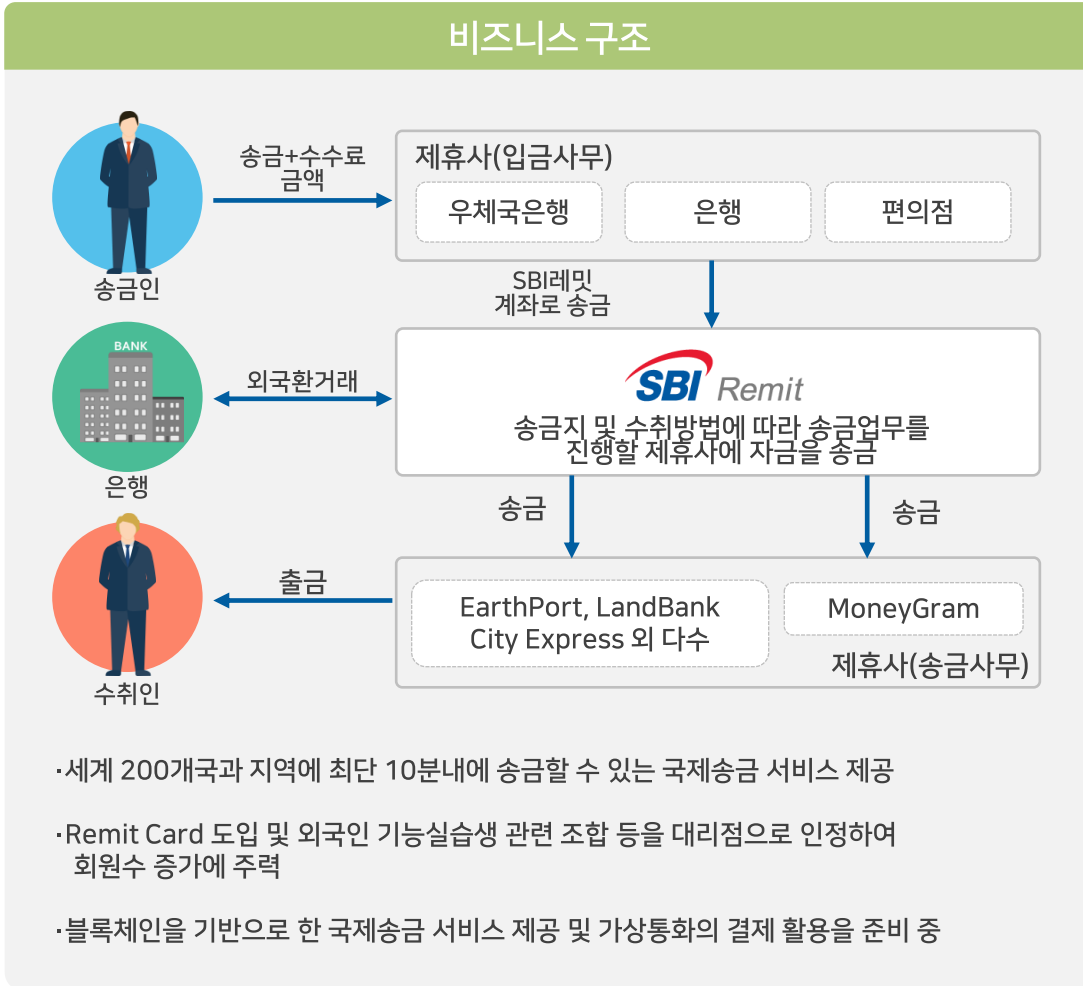 비즈니스 구조
송금+수수료
금액
제휴사(입금사무)
우체국은행
은행
편의점
송금인
SBI레밋
계좌로 송금
BANK
외국환거래
SBI Remit
송금지 및 수취방법에 따라 송금업무를
진행할 제휴사에 자금을 송금
은행
송금
송금
출금
EarthPort, LandBank
City Express 외 다수
MoneyGram
제휴사(송금사무)
수취인
·세계 200개국과 지역에 최단 10분내에 송금할 수 있는 국제송금 서비스 제공
·Remit Card 도입 및 외국인 기능실습생 관련 조합 등을 대리점으로 인정하여
회원수 증가에 주력
·블록체인을 기반으로 한 국제송금 서비스 제공 및 가상통화의 결제 활용을 준비 중